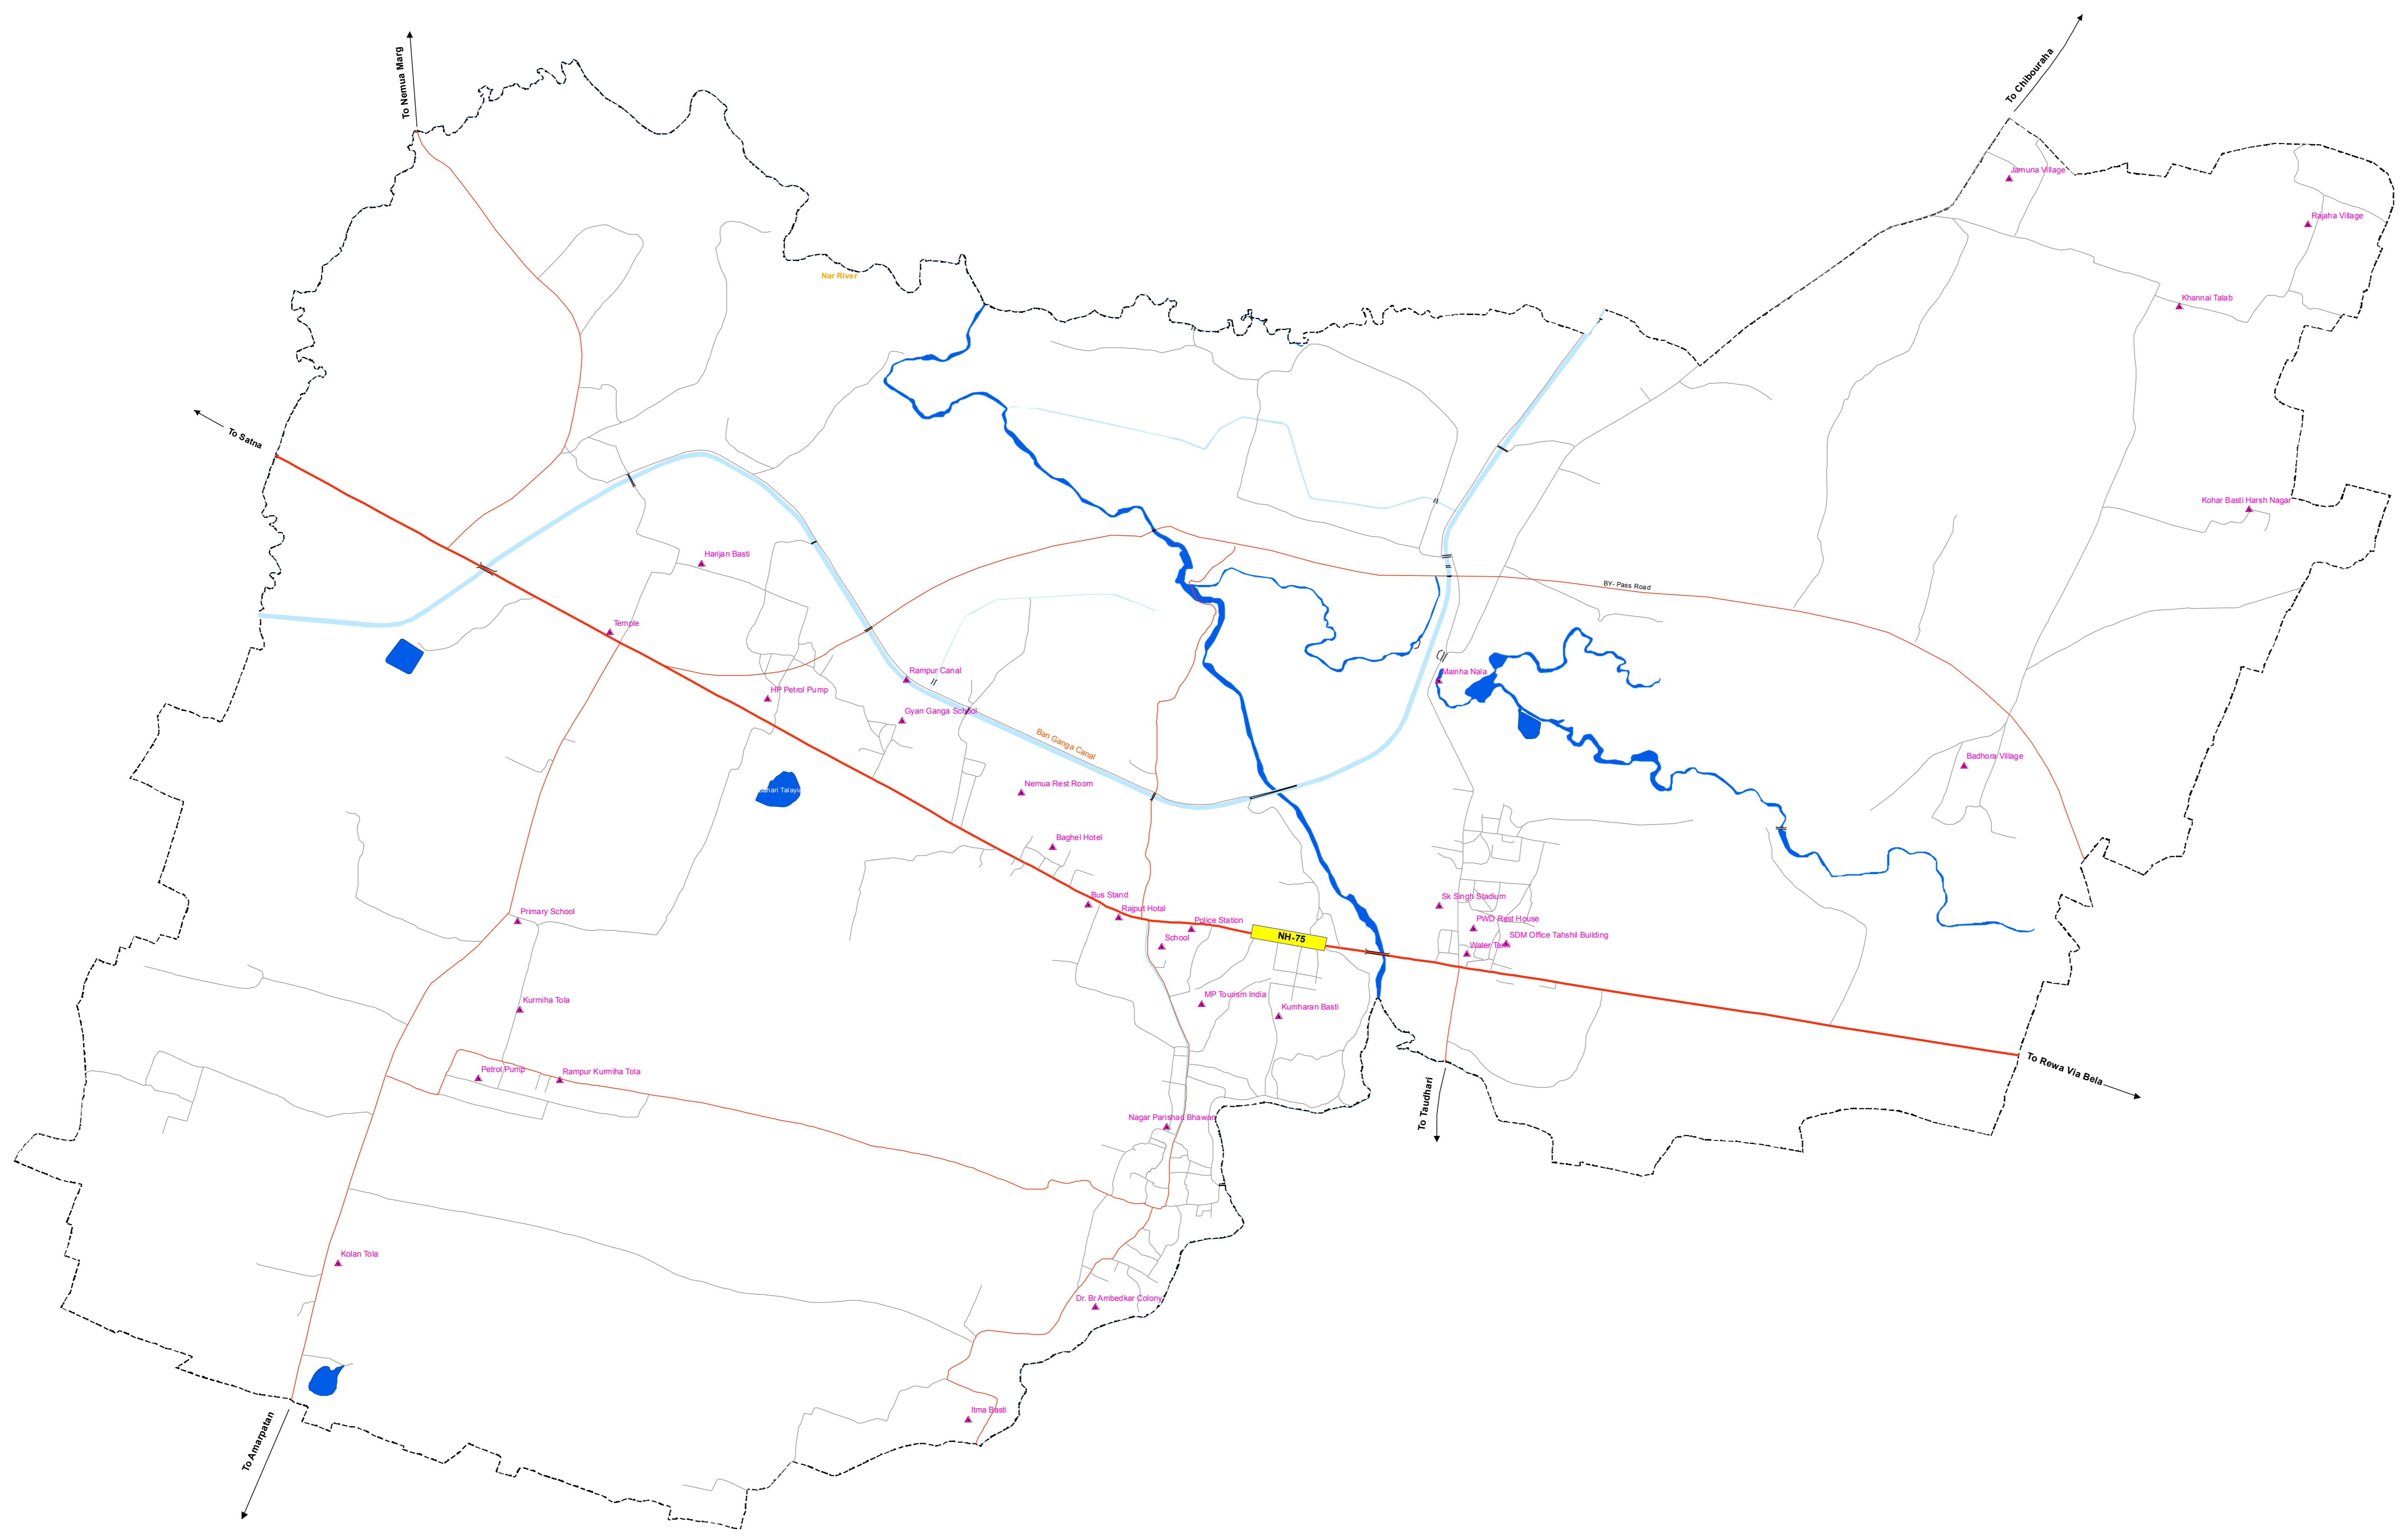 To Nemua Marg
To Chibouraha
Jamuna Village
Rajaha Village
Nar River
Khannai Talab
To Satna
Kohar Basti Harsh Nagar
Harijan Basti
BY- Pass Road
Temple
Rampur Canal
Mainha Nala
HP Petrol Pump
Gyan Ganga School
Ban Ganga Canal
Badhora Village
Nemua Rest Room
Baghel Hotel
Bus Stand
Sk Singh Stadium
Rajput Hotal
Primary School
Police Station
PWD Rest House
NH-75
School
SDM Office Tahshil Building
Water Tank
MP Tourism India
Kurmiha Tola
Kumharan Basti
To Rewa Via Bela
Petrol Pump
Rampur Kurmiha Tola
To Taudhari
Nagar Parishad Bhawan
Kolan Tola
Dr. Br Ambedkar Colony
Itma Basti
To Amarpatan